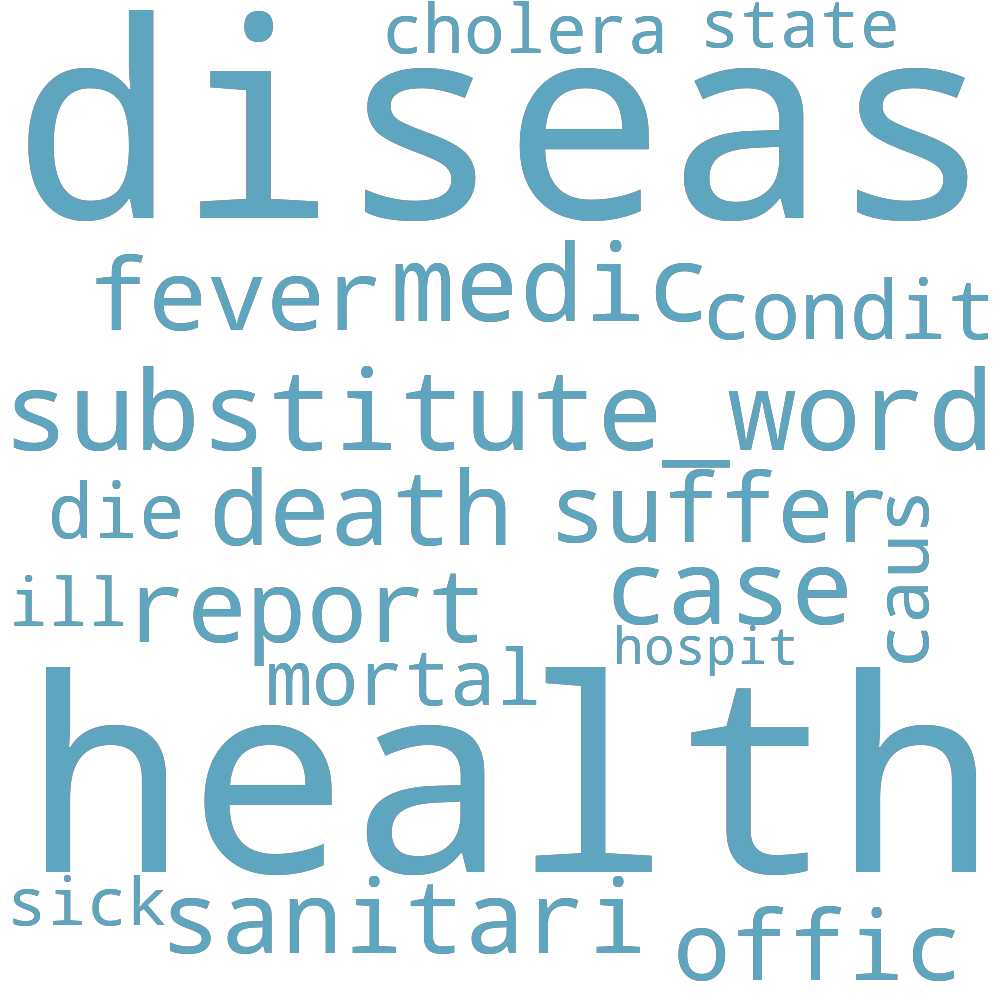 cholera state
diseas
fever medic condit
substitute_word
die death suffer
caus
ill report case
hospit
mortal
health
sick sanitari offic